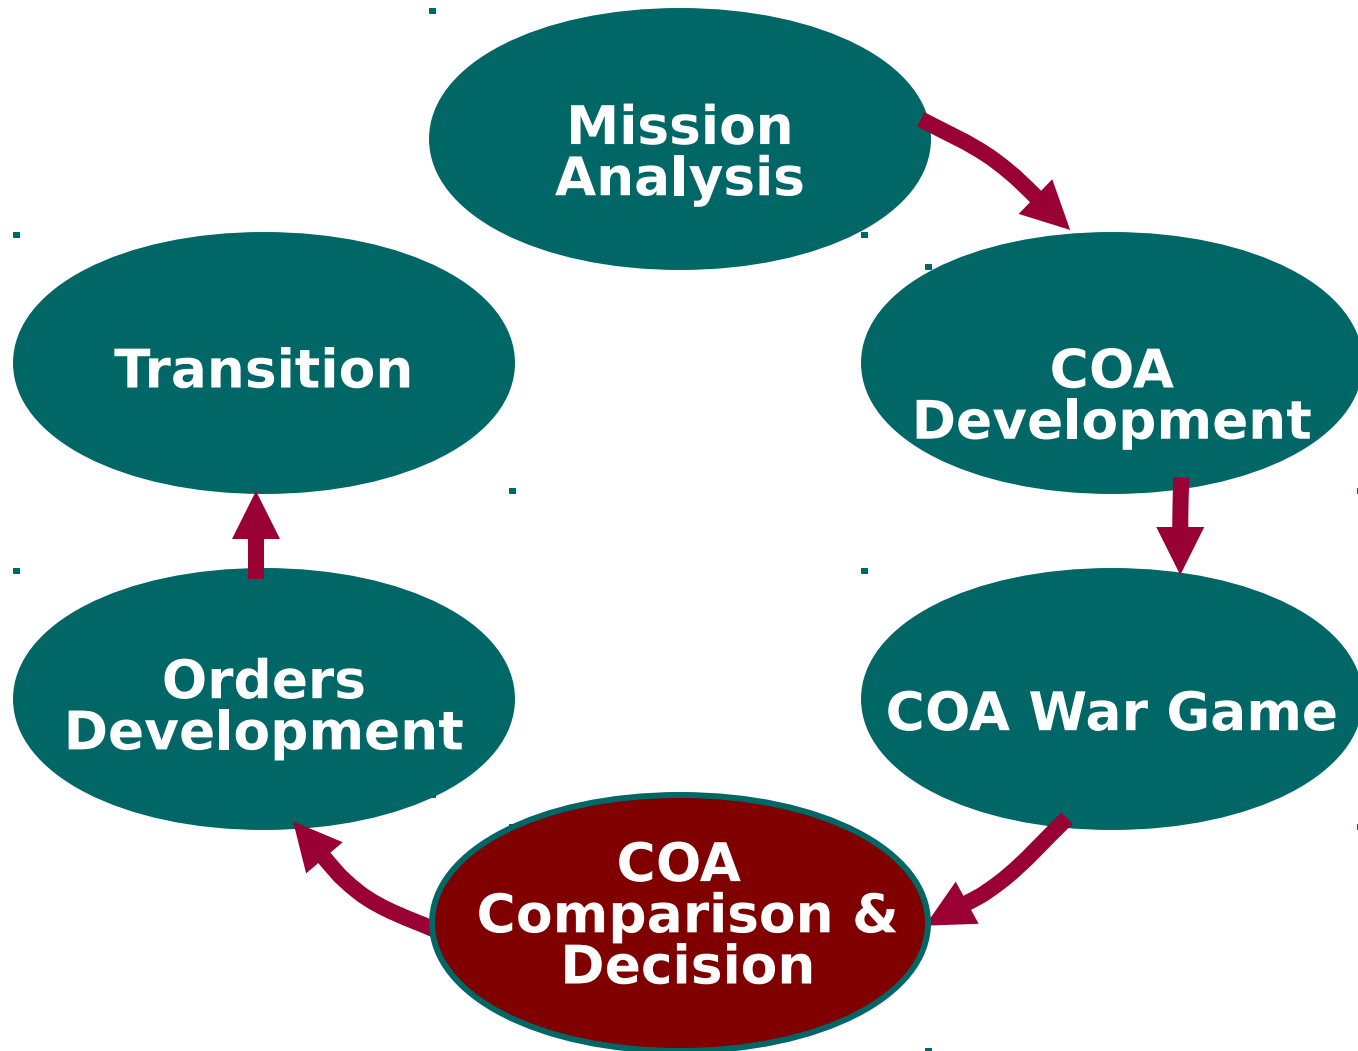 Mission
Analysis
COA
Development
COA War Game
COA
Comparison &
Decision
Orders
Development
Transition